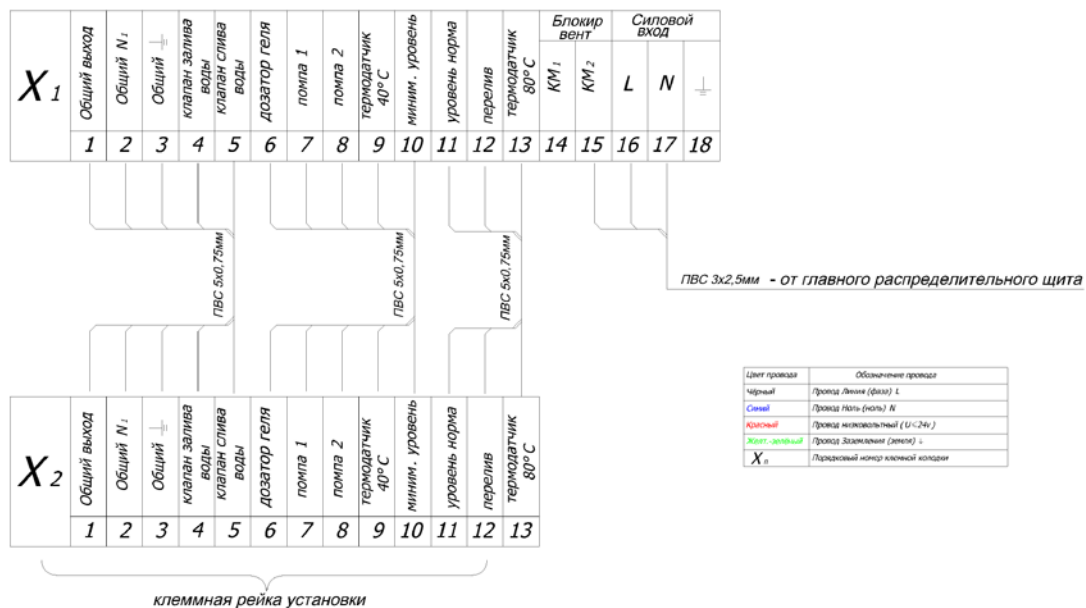 Блокир
вент
Силовой
вход
X 1
Общий выход
Общий N1
Общий ⏚
клапан залива
воды
клапан слива
воды
дозатор геля
помпа 1
помпа 2
термодатчик
40°C
миним. уровень
уровень норма
перелив
термодатчик
80°C
KM 1
KM 2
L
N
⏚
1 2 3 4 5 6 7 8 9 10 11 12 13 14 15 16 17 18
ПВС 5х0,75мм
ПВС 5х0,75мм
ПВС 5х0,75мм
ПВС 3х2,5мм - от главного распределительного щита
Цвет провода Обозначение провода
Чёрный Провод Линия (фаза) L
Синий Провод Ноль (ноль) N
Красный Провод низковольтный (U<24v)
Желт.-зелёный Провод Заземления (земля) ⏚
X n Порядковый номер клемной колодки
X 2
Общий выход
Общий N1
Общий ⏚
клапан залива
воды
клапан слива
воды
дозатор геля
помпа 1
помпа 2
термодатчик
40°C
миним. уровень
уровень норма
перелив
термодатчик
80°C
1 2 3 4 5 6 7 8 9 10 11 12 13
клеммная рейка установки